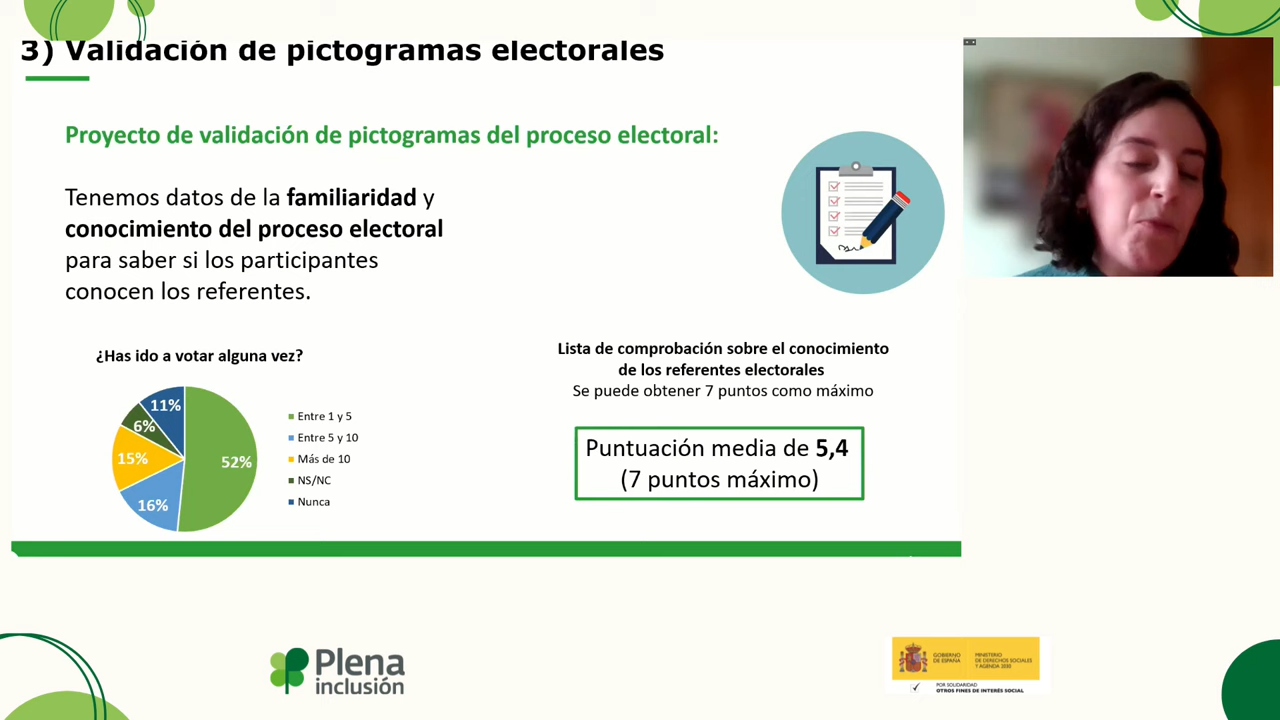 3) Validación de pictogramas electorales
Proyecto de validación de pictogramas del proceso electoral:
Tenemos datos de la familiaridad y
conocimiento del proceso electoral
para saber si los participantes
conocen los referentes.
¿Has ido a votar alguna vez?
11%
6%
15%
16%
52%
Entre 1 y 5
Entre 5 y 10
Más de 10
NS/NC
Nunca
Lista de comprobación sobre el conocimiento
de los referentes electorales
Se puede obtener 7 puntos como máximo
Puntuación media de 5,4
(7 puntos máximo)
Plena
inclusión
GOBIERNO
DE ESPAÑA
MINISTERIO
DE DERECHOS SOCIALES
Y AGENDA 2030
POR SOLIDARIDAD
OTROS FINES DE INTERÉS SOCIAL